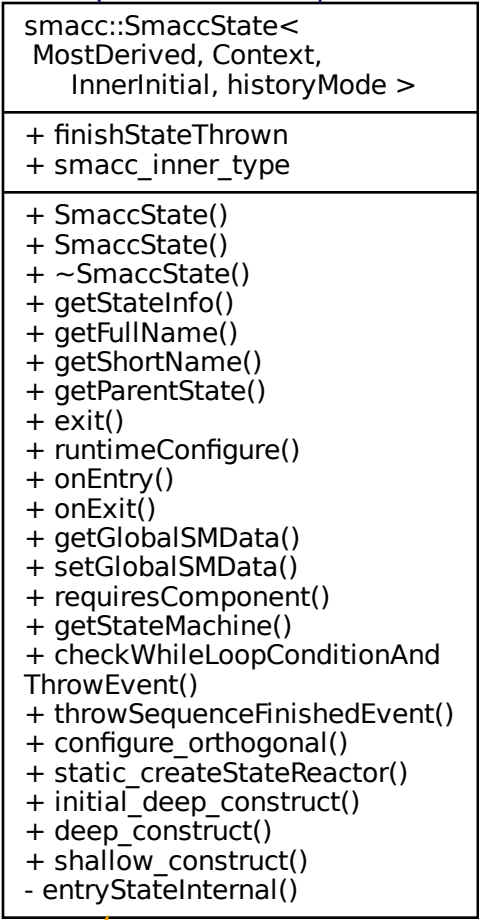 smacc::SmaccState<
MostDerived, Context,
InnerInitial, historyMode >
+ finishStateThrown
+ smacc_inner_type
+ SmaccState()
+ SmaccState()
+ ~SmaccState()
+ getStateInfo()
+ getFullName()
+ getShortName()
+ getParentState()
+ exit()
+ runtimeConfigure()
+ onEntry()
+ onExit()
+ getGlobalSMData()
+ setGlobalSMData()
+ requiresComponent()
+ getStateMachine()
+ checkWhileLoopConditionAnd
ThrowEvent()
+ throwSequenceFinishedEvent()
+ configure_orthogonal()
+ static_createStateReactor()
+ initial_deep_construct()
+ deep_construct()
+ shallow_construct()
- entryStateInternal()